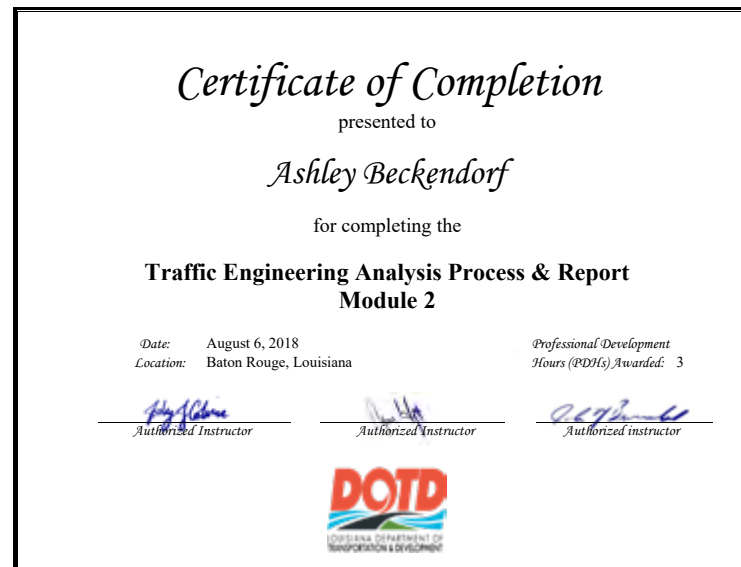 Certificate of Completion
presented to
Ashley Beckendorf
for completing the
Traffic Engineering Analysis Process & Report
Module 2
Date: August 6, 2018
Location: Baton Rouge, Louisiana
Professional Development
Hours (PDHs) Awarded: 3
Authorized Instructor
Authorized Instructor
Authorized instructor
DOTD
LOUISIANA DEPARTMENT OF
TRANSPORTATION & DEVELOPMENT